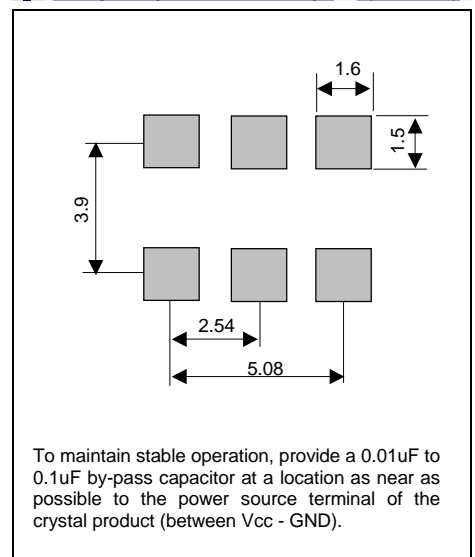 1.6
1.5
3.9
2.54
5.08
To maintain stable operation, provide a 0.01uF to
0.1uF by-pass capacitor at a location as near as
possible to the power source terminal of the
crystal product (between Vcc - GND).